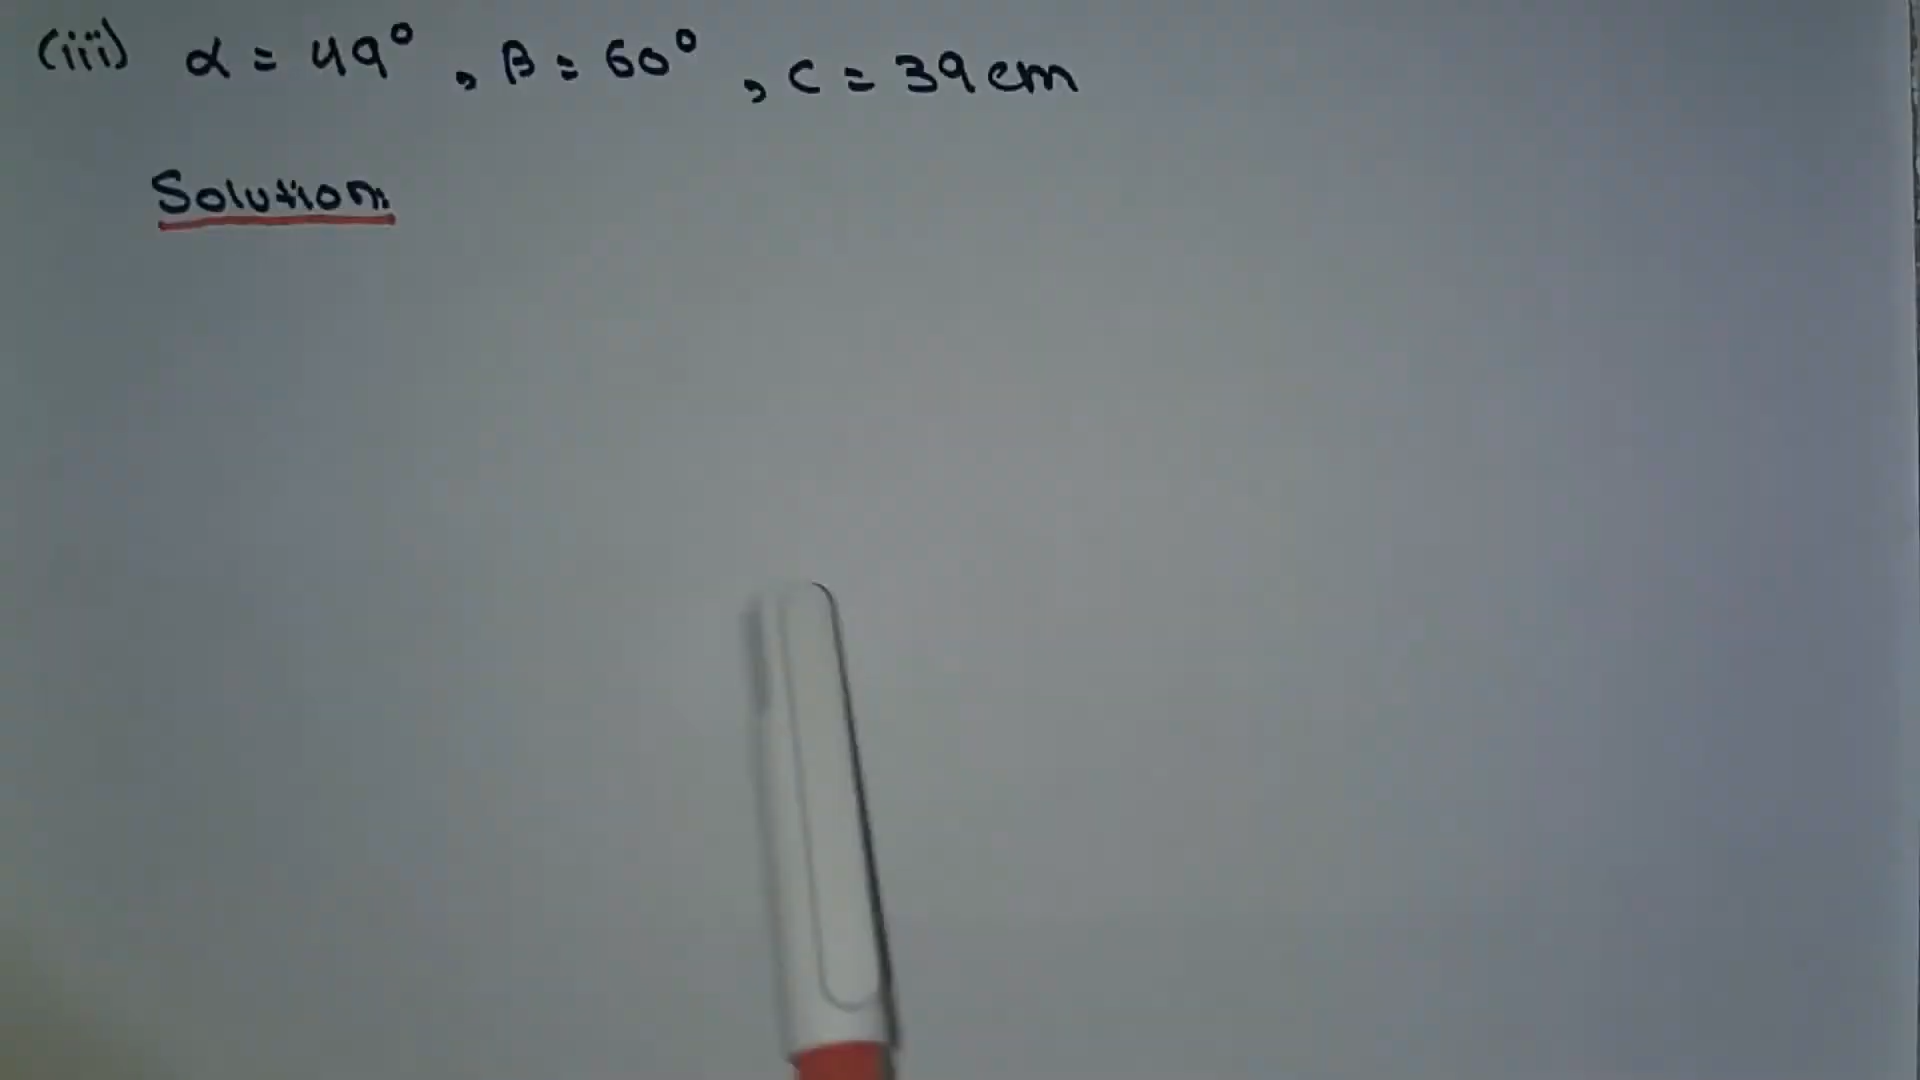 (iii) α = 49° , β = 60° , C = 39 cm
Solution